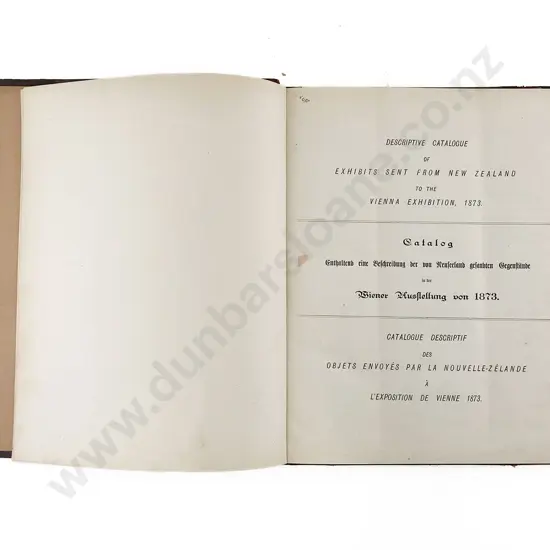 DESCRIPTIVE CATALOGUE
OF
EXHIBITS SENT FROM NEW ZEALAND
TO THE
VIENNA EXHIBITION, 1873.
Catalog
Enthaltend eine Beschreibung der von Neuseeland gesandten Gegenstände
in der
Wiener Ausstellung von 1873.
CATALOGUE DESCRIPTIF
DES
OBJETS ENVOYÉS PAR LA NOUVELLE-ZÉLANDE
À
L'EXPOSITION DE VIENNE 1873.
www.dunbarsloane.co.nz